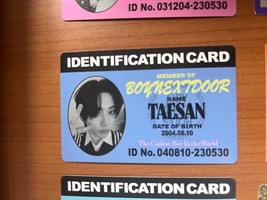 ID No.031204-230530
IDENTIFICATION CARD
MEMBER OF
BOYNEXTDOOR
NAME
TAESAN
DATE OF BIRTH
2004.08.10
The Coolest Boy In the World
ID No.040810-230530
IDENTIFICATION CARD